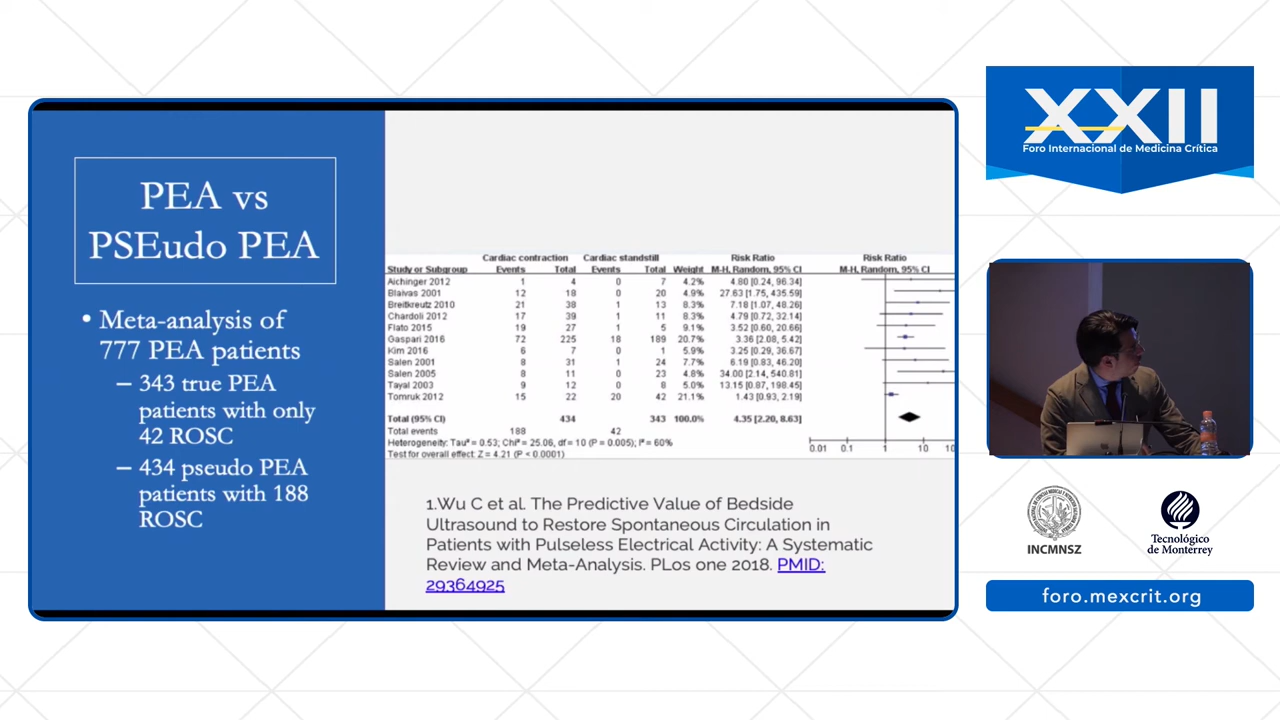 PEA vs
PSEudo PEA
• Meta-analysis of
777 PEA patients
– 343 true PEA
patients with only
42 ROSC
– 434 pseudo PEA
patients with 188
ROSC
Cardiac contraction Cardiac standstill Risk Ratio Risk Ratio
Study or Subgroup Events Total Events Total Weight M-H, Random, 95% CI M-H, Random, 95% CI
Aichinger 2012 1 4 0 7 4.2% 4.80 [0.24, 96.34]
Blaivas 2001 12 18 0 20 4.9% 27.63 [1.75, 435.59]
Breitkreutz 2010 21 38 1 13 8.3% 7.18 [1.07, 48.26]
Chardoli 2012 17 39 1 11 8.3% 4.79 [0.72, 32.14]
Flato 2015 19 27 1 5 9.1% 3.52 [0.60, 20.66]
Gaspari 2016 72 225 18 189 20.7% 3.36 [2.08, 5.42]
Kim 2016 6 7 0 1 5.9% 3.25 [0.29, 36.67]
Salen 2001 8 31 1 24 7.7% 6.19 [0.83, 46.20]
Salen 2005 8 11 0 23 4.8% 34.00 [2.14, 540.81]
Tayal 2003 9 12 0 8 5.0% 13.15 [0.87, 198.45]
Tomruk 2012 15 22 20 42 21.1% 1.43 [0.93, 2.19]
Total (95% CI) 434 343 100.0% 4.35 [2.20, 8.63]
Total events 188 42
Heterogeneity: Tau² = 0.53; Chi² = 25.06, df = 10 (P = 0.005); I² = 60%
Test for overall effect: Z = 4.21 (P < 0.0001)
0.01 0.1 1 10
1.Wu C et al. The Predictive Value of Bedside
Ultrasound to Restore Spontaneous Circulation in
Patients with Pulseless Electrical Activity: A Systematic
Review and Meta-Analysis. PLos one 2018. PMID:
29364925
XXII
Foro Internacional de Medicina Crítica
INCMNSZ
Tecnológico
de Monterrey
foro.mexcrit.org